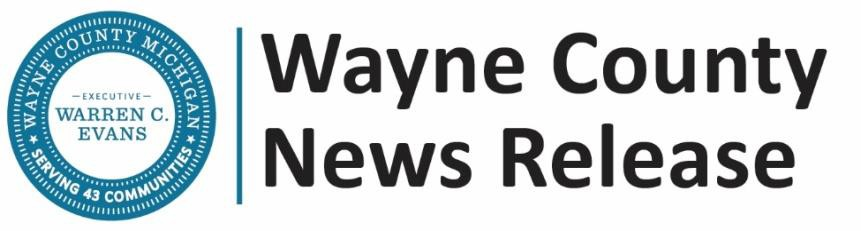 WAYNE COUNTY MICHIGAN
—EXECUTIVE—
WARREN C.
EVANS
★ SERVING 43 COMMUNITIES ★
Wayne County
News Release